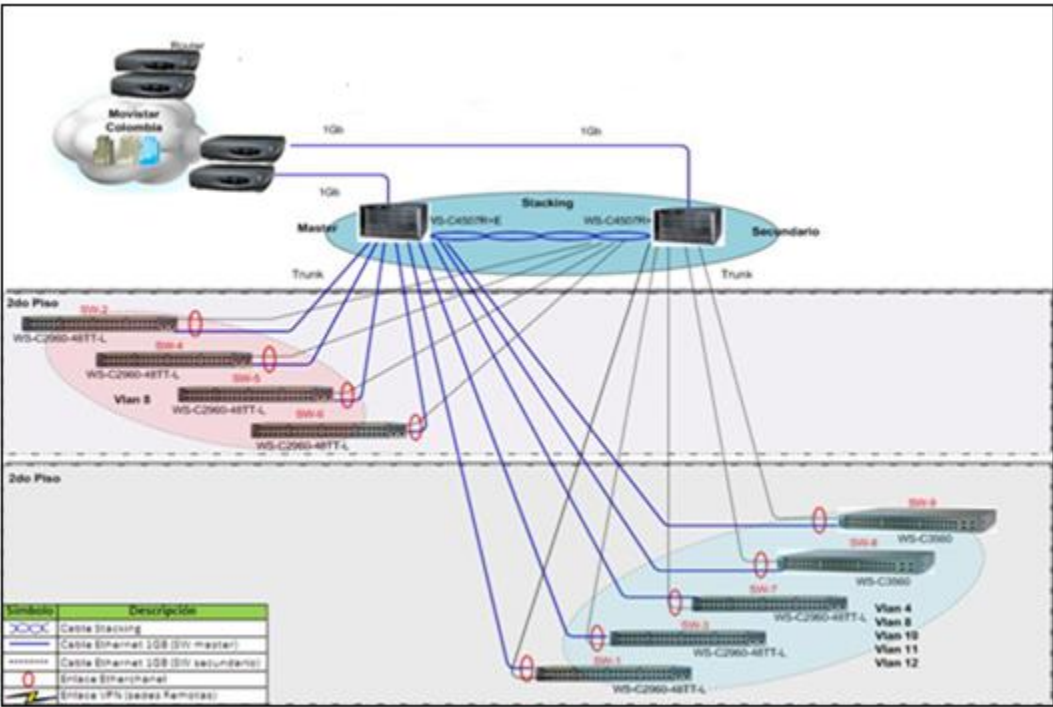 Router
Movistar
Colombia
1Gb
1Gb
1Gb
Stacking
Master
VS-C4507R+E
WS-C4507R+
Secundario
Trunk
Trunk
2do Piso
SW-2
WS-C2960-48TT-L
SW-4
WS-C2960-48TT-L
SW-5
Vlan 8
WS-C2960-48TT-L
SW-6
WS-C2960-48TT-L
2do Piso
SW-9
WS-C3560
SW-8
WS-C3560
SW-7
WS-C2960-48TT-L
SW-3
WS-C2960-48TT-L
SW-1
WS-C2960-48TT-L
Vlan 4
Vlan 8
Vlan 10
Vlan 11
Vlan 12
Símbolo Descripción
Cable Stacking
Cable Ethernet 1GB (SW master)
Cable Ethernet 1GB (SW secundario)
Enlace Etherchanel
Enlace VPN (sedes Remotas)